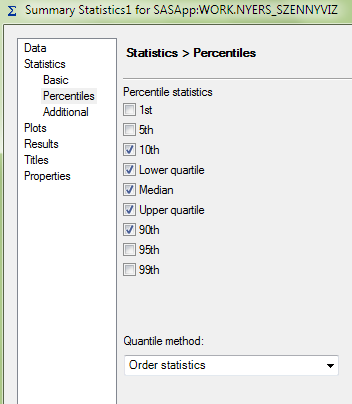 Σ Summary Statistics1 for SASApp:WORK.NYERS_SZENNYVIZ
Data
Statistics
Basic
Percentiles
Additional
Plots
Results
Titles
Properties
Statistics > Percentiles
Percentile statistics
1st
5th
10th
Lower quartile
Median
Upper quartile
90th
95th
99th
Quantile method:
Order statistics